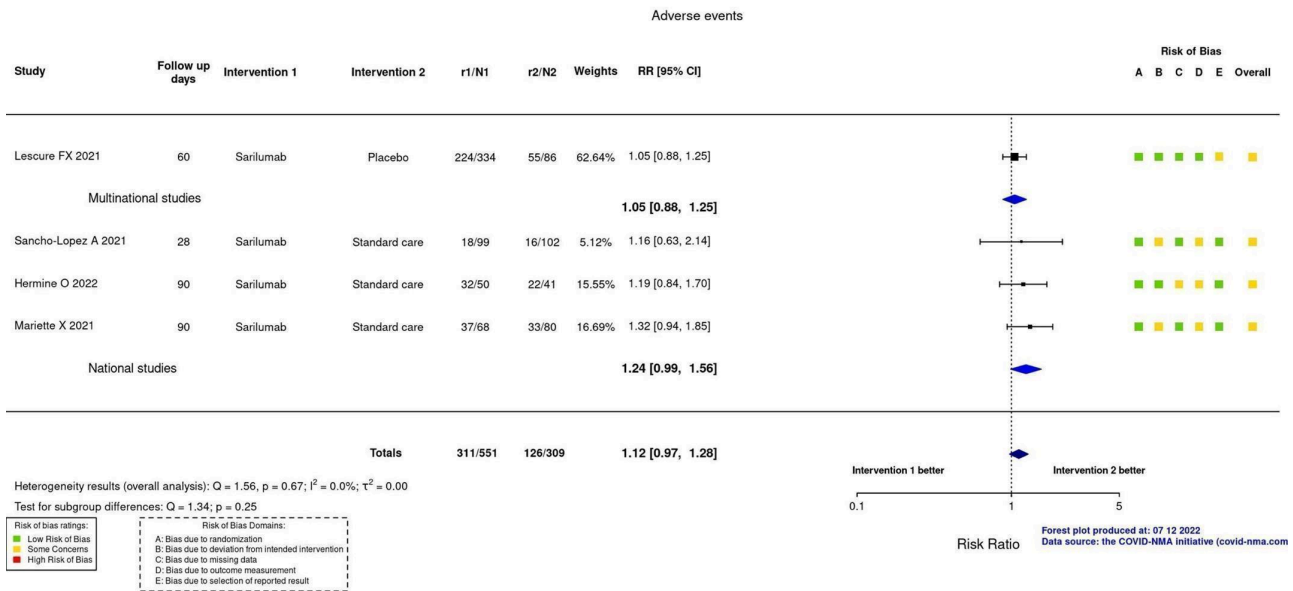 Adverse events
Risk of Bias
Study Follow up days Intervention 1 Intervention 2 r1/N1 r2/N2 Weights RR [95% CI] A B C D E Overall
Lescure FX 2021 60 Sarilumab Placebo 224/334 55/86 62.64% 1.05 [0.88, 1.25]
Multinational studies 1.05 [0.88, 1.25]
Sancho-Lopez A 2021 28 Sarilumab Standard care 18/99 16/102 5.12% 1.16 [0.63, 2.14]
Hermine O 2022 90 Sarilumab Standard care 32/50 22/41 15.55% 1.19 [0.84, 1.70]
Mariette X 2021 90 Sarilumab Standard care 37/68 33/80 16.69% 1.32 [0.94, 1.85]
National studies 1.24 [0.99, 1.56]
Totals 311/551 126/309 1.12 [0.97, 1.28]
Intervention 1 better Intervention 2 better
Heterogeneity results (overall analysis): Q = 1.56, p = 0.67; I² = 0.0%; τ² = 0.00
Test for subgroup differences: Q = 1.34; p = 0.25
0.1 1 5
Risk Ratio
Forest plot produced at: 07 12 2022
Data source: the COVID-NMA initiative (covid-nma.com
Risk of bias ratings:
Low Risk of Bias
Some Concerns
High Risk of Bias
Risk of Bias Domains:
A: Bias due to randomization
B: Bias due to deviation from intended intervention
C: Bias due to missing data
D: Bias due to outcome measurement
E: Bias due to selection of reported result